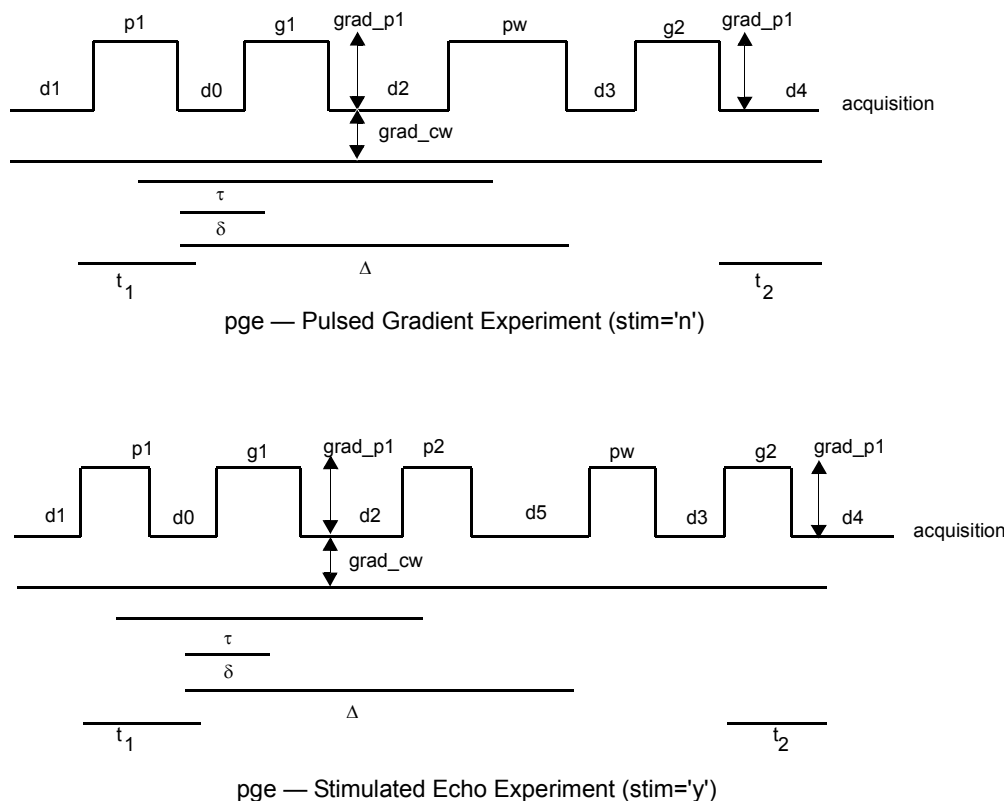 p1 g1 grad_p1 pw g2 grad_p1
d1 d0 d2 d3 d4 acquisition
grad_cw
τ
δ
Δ
t1 t2
pge — Pulsed Gradient Experiment (stim='n')
p1 g1 grad_p1 p2 pw g2 grad_p1
d1 d0 d2 d5 d3 d4 acquisition
grad_cw
τ
δ
Δ
t1 t2
pge — Stimulated Echo Experiment (stim='y')